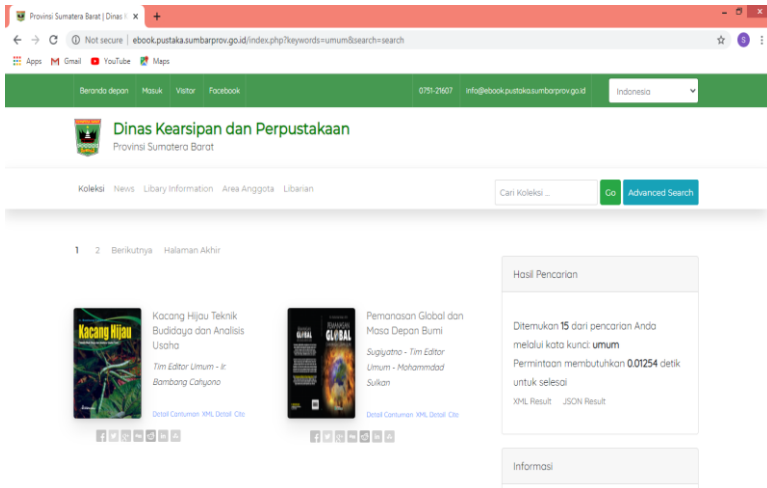 Provinsi Sumatera Barat | Dinas K
Not secure | ebook.pustaka.sumbarprov.go.id/index.php?keywords=umum&search=search
Apps Gmail YouTube Maps
Beranda depan Masuk Visitor Facebook 0751-21607 info@ebook.pustaka.sumbarprov.go.id Indonesia
Dinas Kearsipan dan Perpustakaan
Provinsi Sumatera Barat
Koleksi News Libary Information Area Anggota Librarian
Cari Koleksi ... Go Advanced Search
1 2 Berikutnya Halaman Akhir
Kacang Hijau
Kacang Hijau Teknik
Budidaya dan Analisis
Usaha
Tim Editor Umum - Ir
Bambang Cahyono
Detail Cantuman XML Detail Cite
PEMANASAN
GLOBAL
Pemanasan Global dan
Masa Depan Bumi
Sugiyatno - Tim Editor
Umum - Mohammdad
Sulkan
Detail Cantuman XML Detail Cite
Hasil Pencarian
Ditemukan 15 dari pencarian Anda
melalui kata kunci: umum
Permintaan membutuhkan 0.01254 detik
untuk selesai
XML Result JSON Result
Informasi